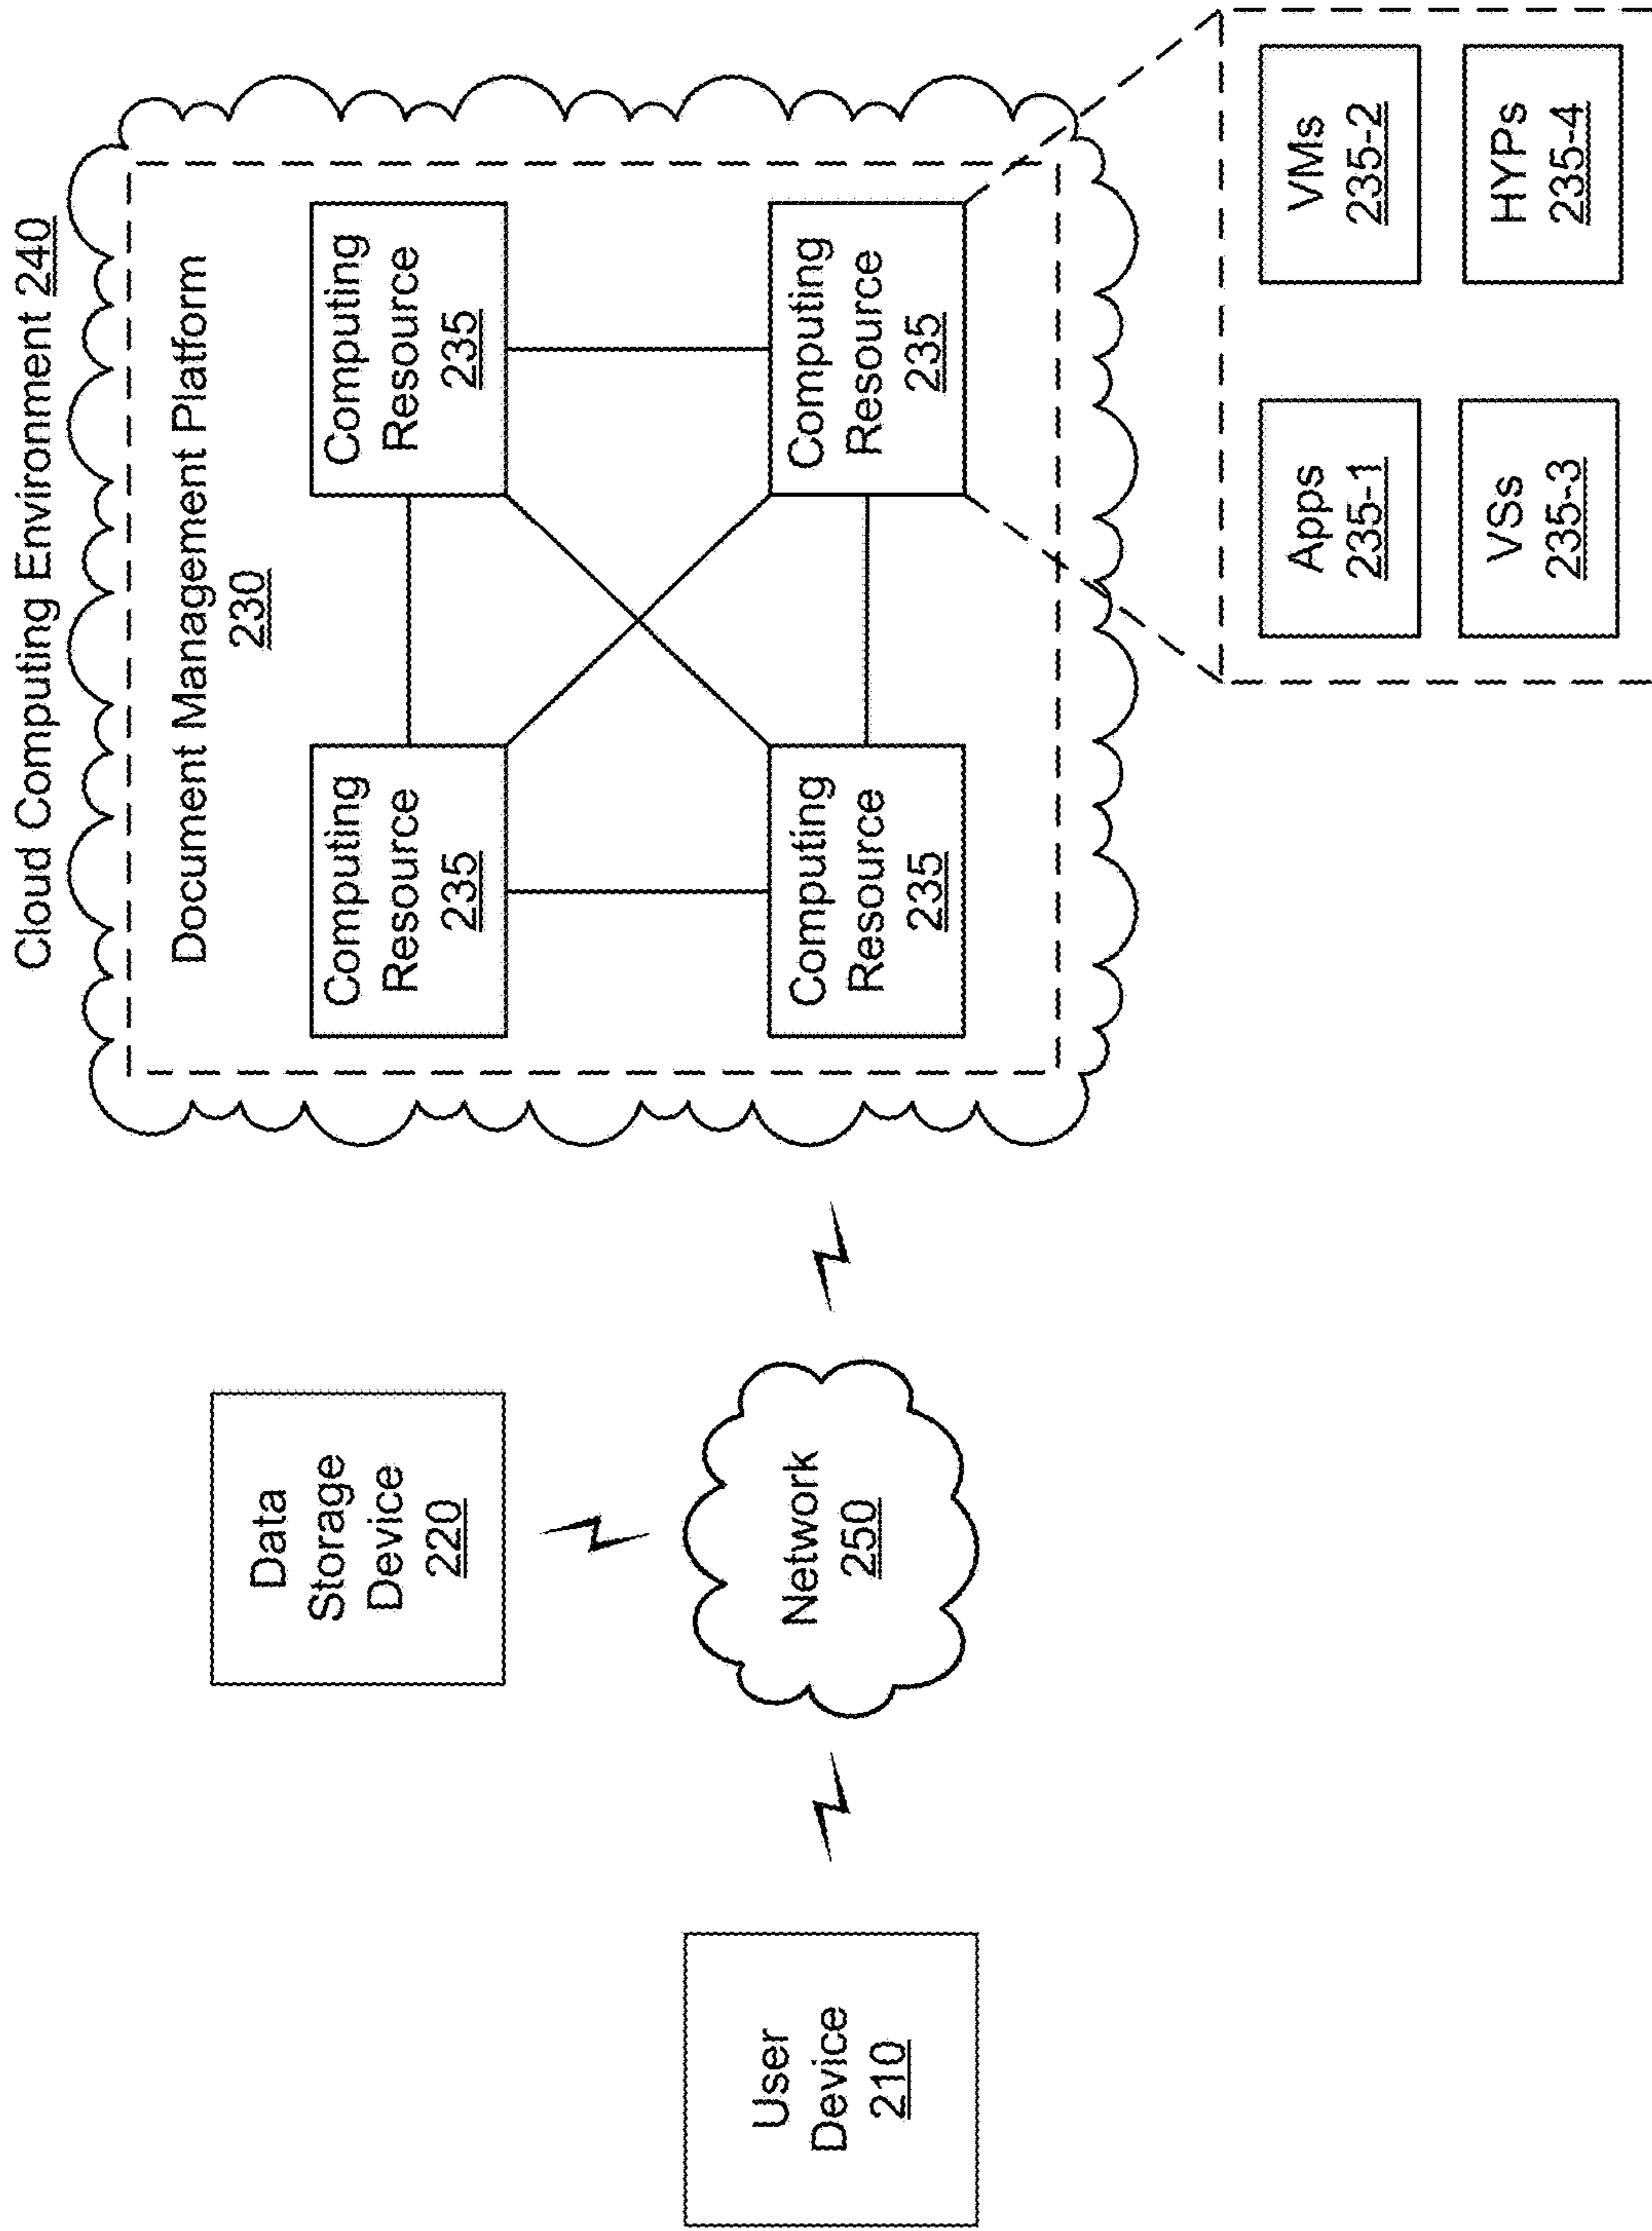 Cloud Computing Environment 240
Document Management Platform
230
Computing
Resource
235
Computing
Resource
235
Computing
Resource
235
Computing
Resource
235
Data
Storage
Device
220
Network
250
User
Device
210
Apps
235-1
VMs
235-2
VSs
235-3
HYPs
235-4